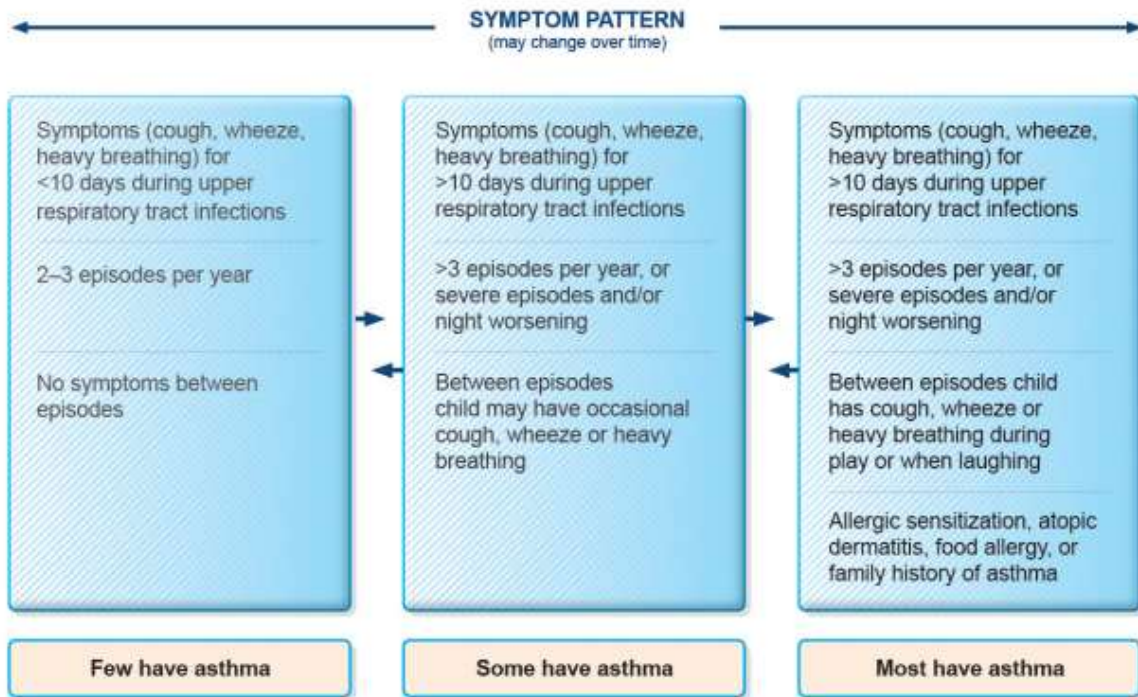 SYMPTOM PATTERN
(may change over time)
Symptoms (cough, wheeze,
heavy breathing) for
<10 days during upper
respiratory tract infections
2–3 episodes per year
No symptoms between
episodes
Few have asthma
Symptoms (cough, wheeze,
heavy breathing) for
>10 days during upper
respiratory tract infections
>3 episodes per year, or
severe episodes and/or
night worsening
Between episodes
child may have occasional
cough, wheeze or heavy
breathing
Some have asthma
Symptoms (cough, wheeze,
heavy breathing) for
>10 days during upper
respiratory tract infections
>3 episodes per year, or
severe episodes and/or
night worsening
Between episodes child
has cough, wheeze or
heavy breathing during
play or when laughing
Allergic sensitization, atopic
dermatitis, food allergy, or
family history of asthma
Most have asthma